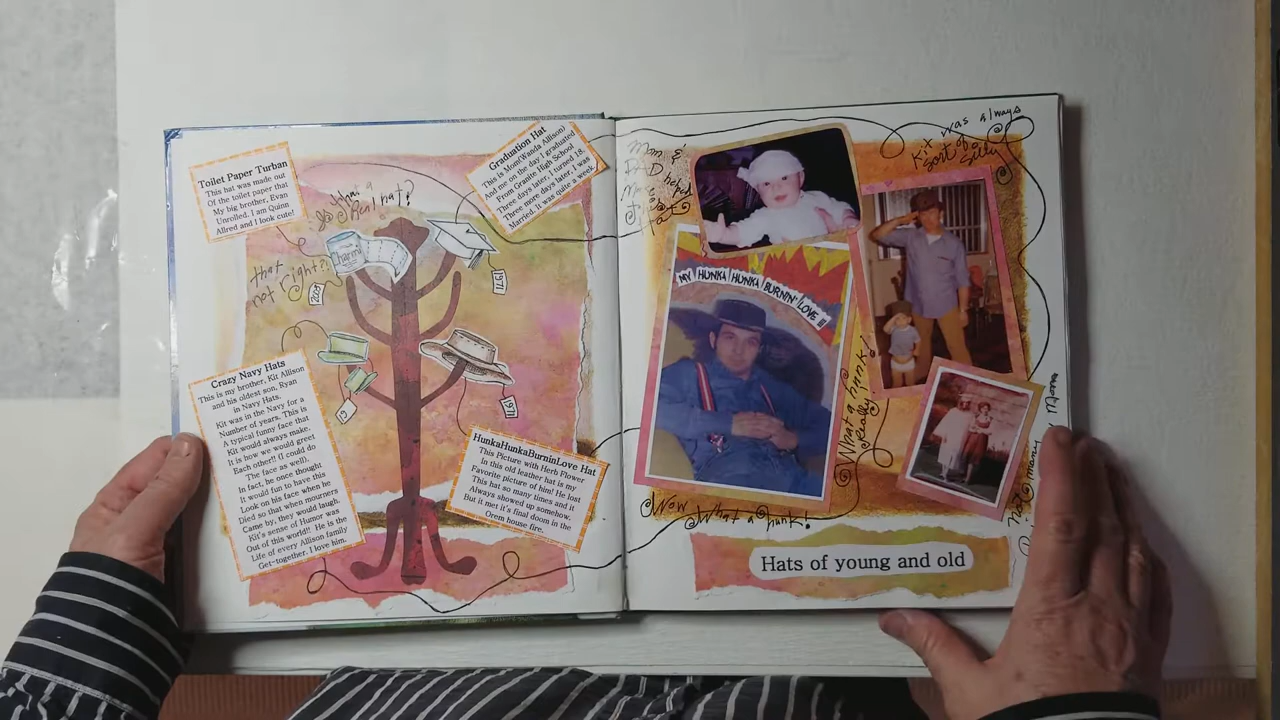 Toilet Paper Turban
This hat was made out
Of the toilet paper that
My big brother, Evan
Unrolled. I am Quinn
Allred and I look cute!
Graduation Hat
This is Mom(Wanda Allison)
And me on the day I graduated
From Granite High School
Three days later, I turned 18,
Three more days later, I was
Married. It was quite a week.
that
not right?
Charmin
2009
1971
1971
Crazy Navy Hats
This is my brother, Kit Allison
and his oldest son, Ryan
in Navy Hats.
Kit was in the Navy for a
Number of years. This is
A typical funny face that
Kit would always make.
It is how we would greet
Each other!! (I could do
The face as well).
In fact, he once thought
It would fun to have this
Look on his face when he
Died so that when mourners
Came by, they would laugh
Kit's sense of Humor was
Out of this world!! He is the
Life of every Allison family
Get-together. I love him.
HunkaHunkaBurninLove Hat
This Picture with Herb Flower
In this old leather hat is my
Favorite picture of him! He lost
This hat so many times and it
Always showed up somehow.
But it met it's final doom in the
Orem house fire.
Kit was always
sort of
silly
MY HUNKA HUNKA BURNIN' LOVE !!!
What a hunk!
Really!
Wow What a hunk!
Hats of young and old